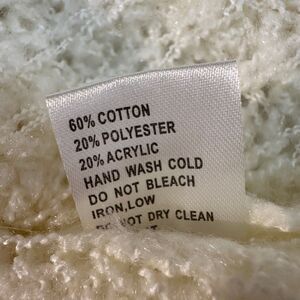 60% COTTON
20% POLYESTER
20% ACRYLIC
HAND WASH COLD
DO NOT BLEACH
IRON,LOW
DO NOT DRY CLEAN